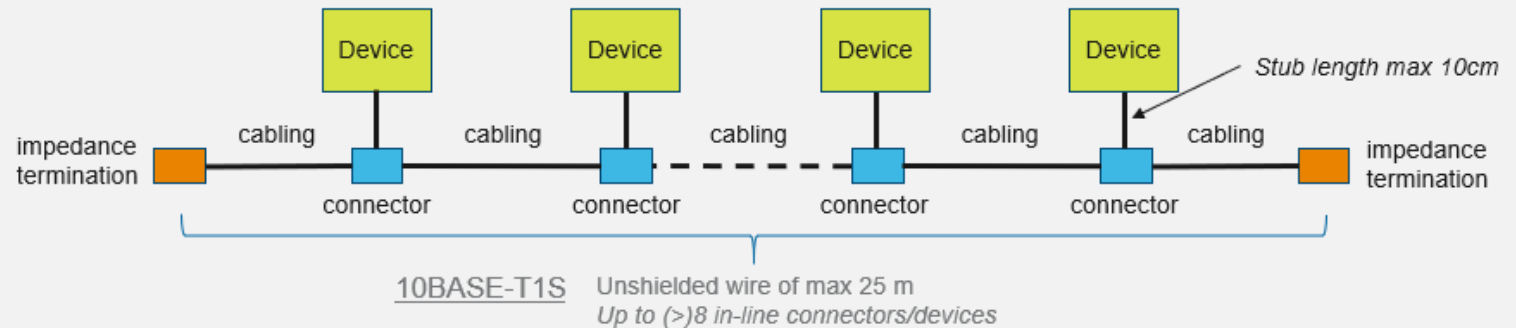 Device
Device
Device
Device
Stub length max 10cm
impedance
termination
cabling
cabling
cabling
cabling
cabling
impedance
termination
connector
connector
connector
connector
10BASE-T1S
Unshielded wire of max 25 m
Up to (>)8 in-line connectors/devices